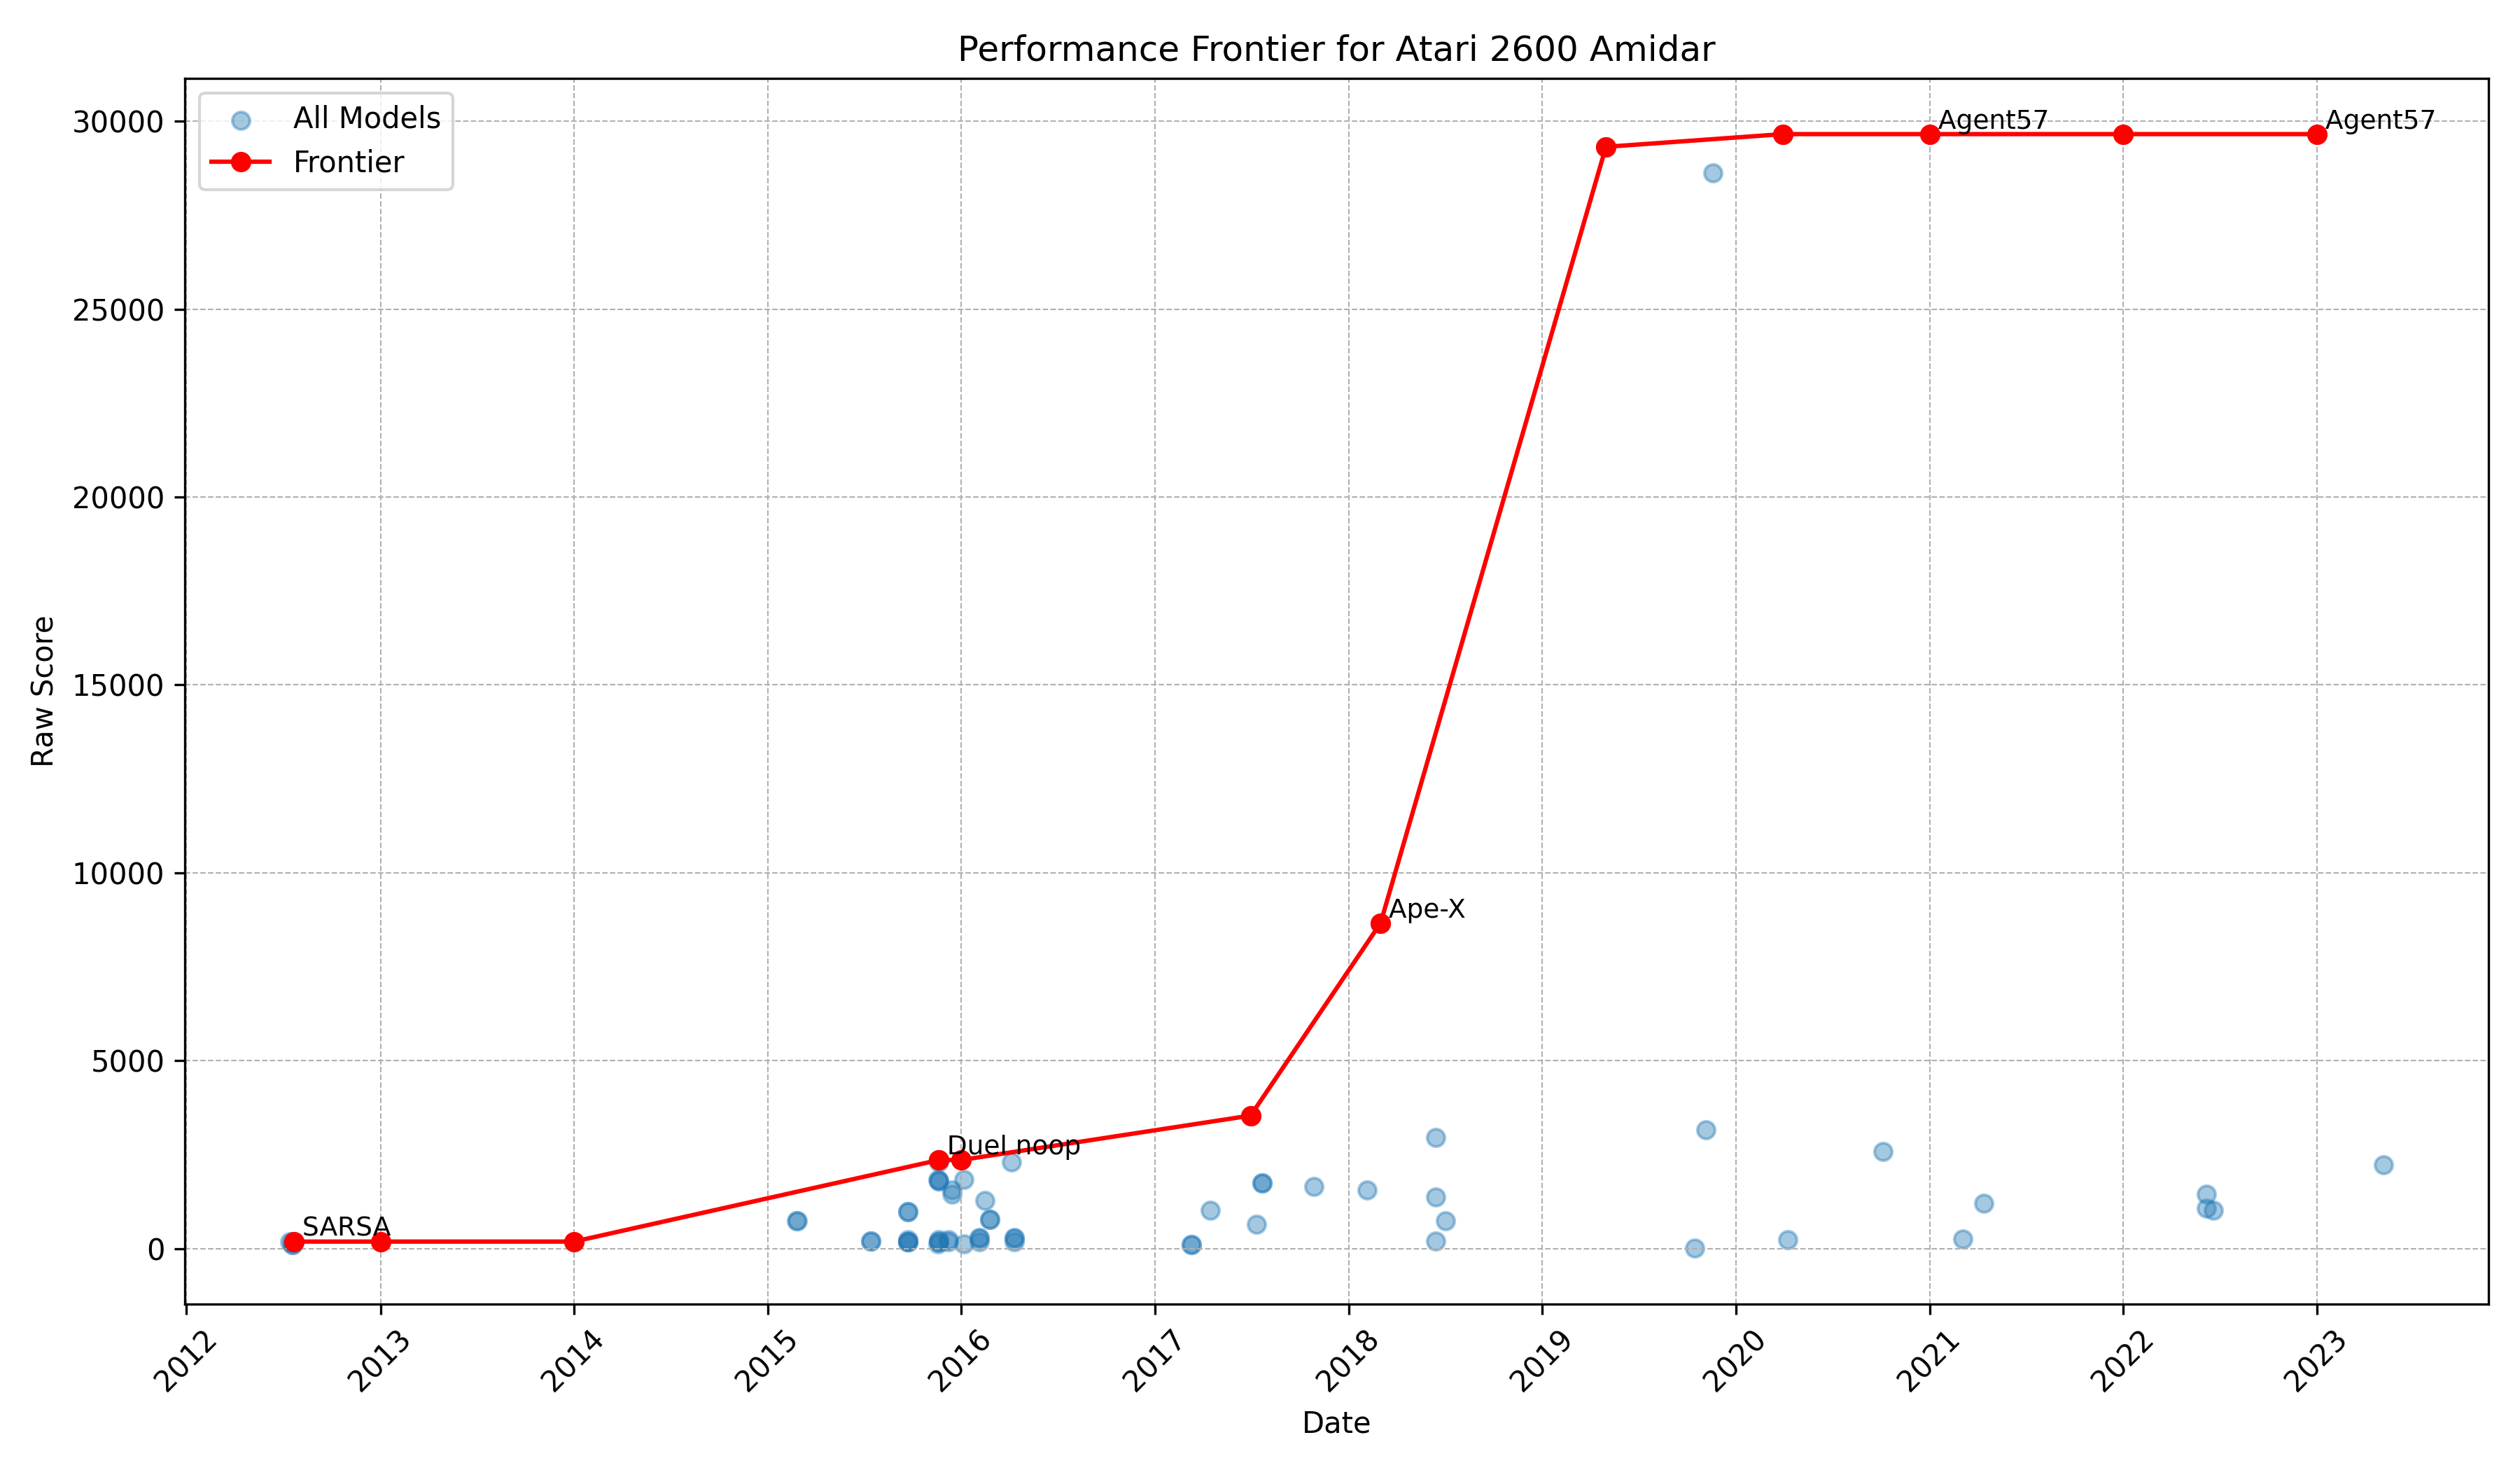 Performance Frontier for Atari 2600 Amidar
All Models
Frontier
30000
25000
20000
15000
10000
5000
0
Raw Score
Agent57
Agent57
Ape-X
Duel noop
SARSA
2012
2013
2014
2015
2016
2017
2018
2019
2020
2021
2022
2023
Date